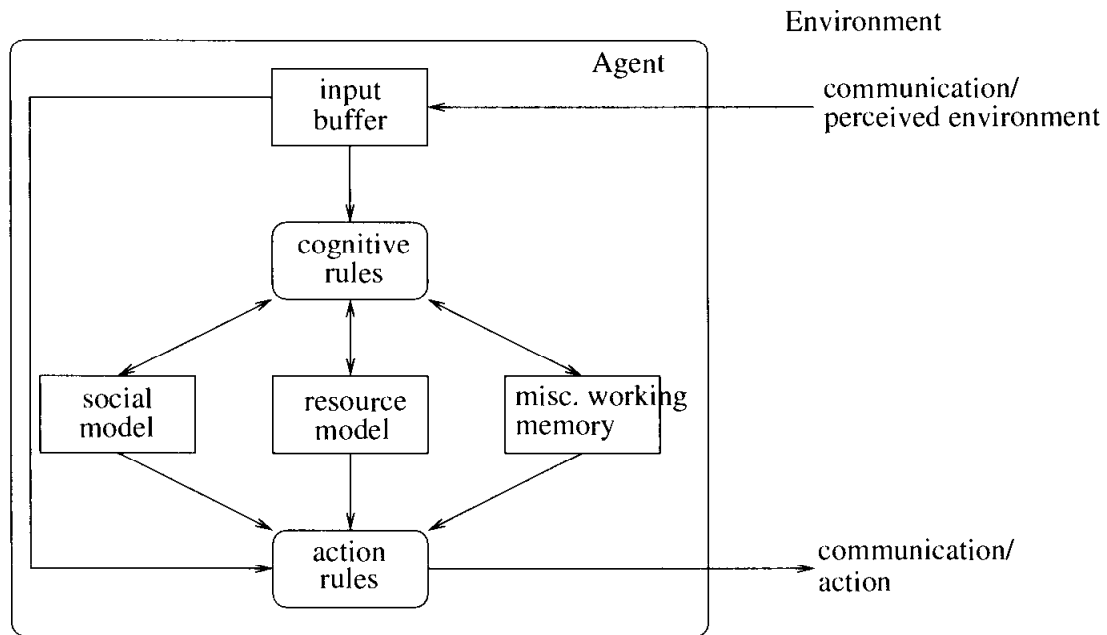 Environment
Agent
input
buffer
communication/
perceived environment
cognitive
rules
social
model
resource
model
misc. working
memory
action
rules
communication/
action